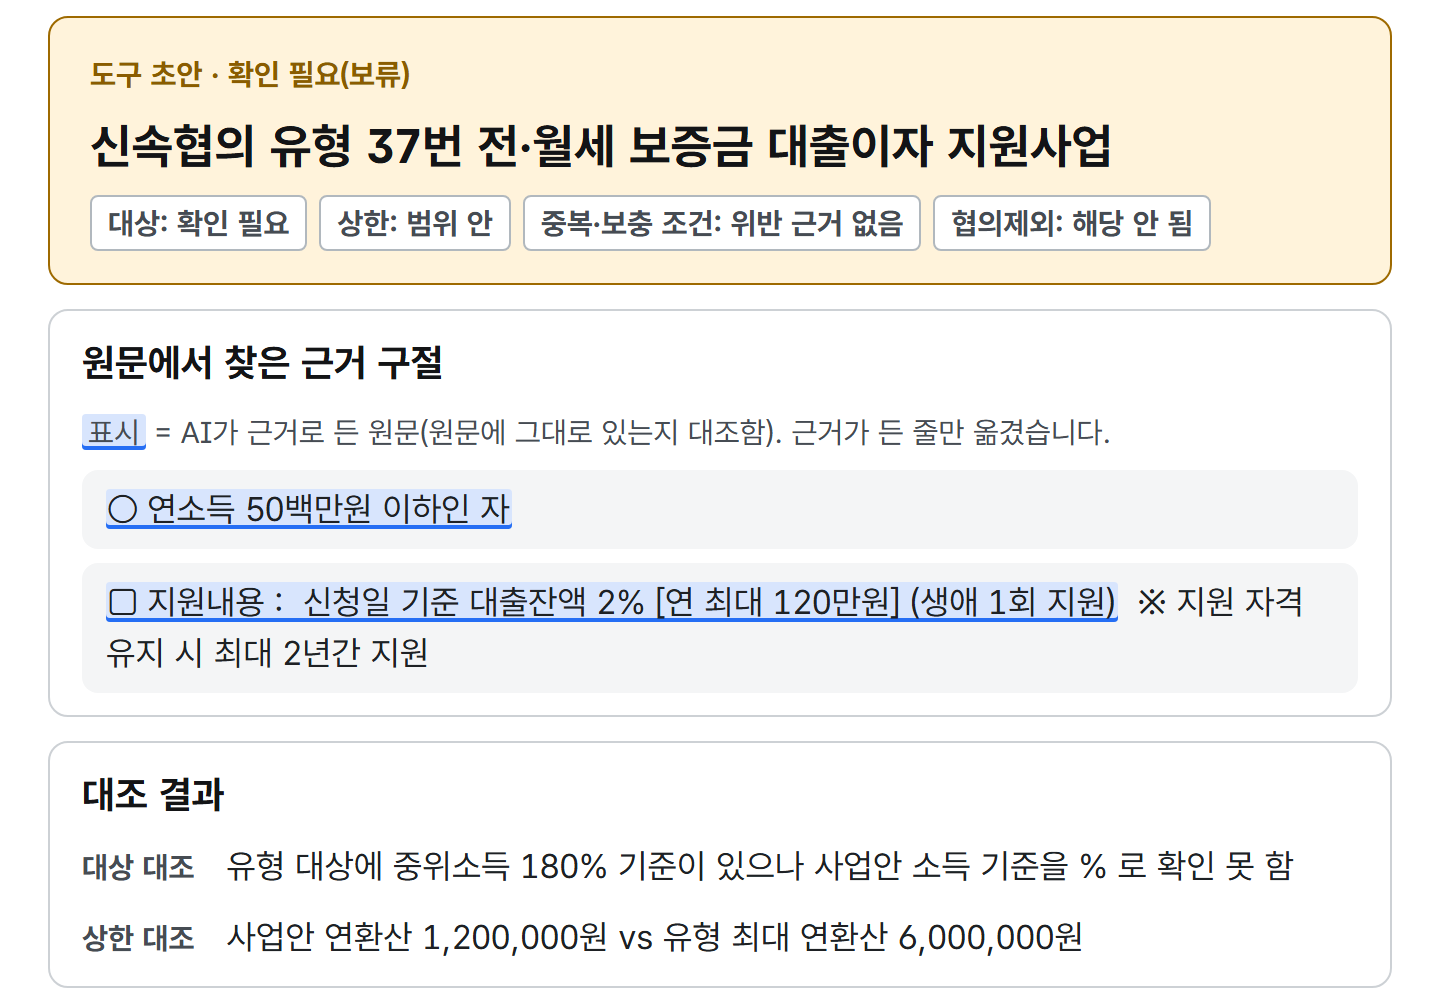 도구 초안 · 확인 필요(보류)
신속협의 유형 37번 전·월세 보증금 대출이자 지원사업
대상: 확인 필요 상한: 범위 안 중복·보충 조건: 위반 근거 없음 협의제외: 해당 안 됨
원문에서 찾은 근거 구절
표시 = AI가 근거로 든 원문(원문에 그대로 있는지 대조함). 근거가 든 줄만 옮겼습니다.
○ 연소득 50백만원 이하인 자
□ 지원내용 : 신청일 기준 대출잔액 2% [연 최대 120만원] (생애 1회 지원) ※ 지원 자격
유지 시 최대 2년간 지원
대조 결과
대상 대조 유형 대상에 중위소득 180% 기준이 있으나 사업안 소득 기준을 % 로 확인 못 함
상한 대조 사업안 연환산 1,200,000원 vs 유형 최대 연환산 6,000,000원